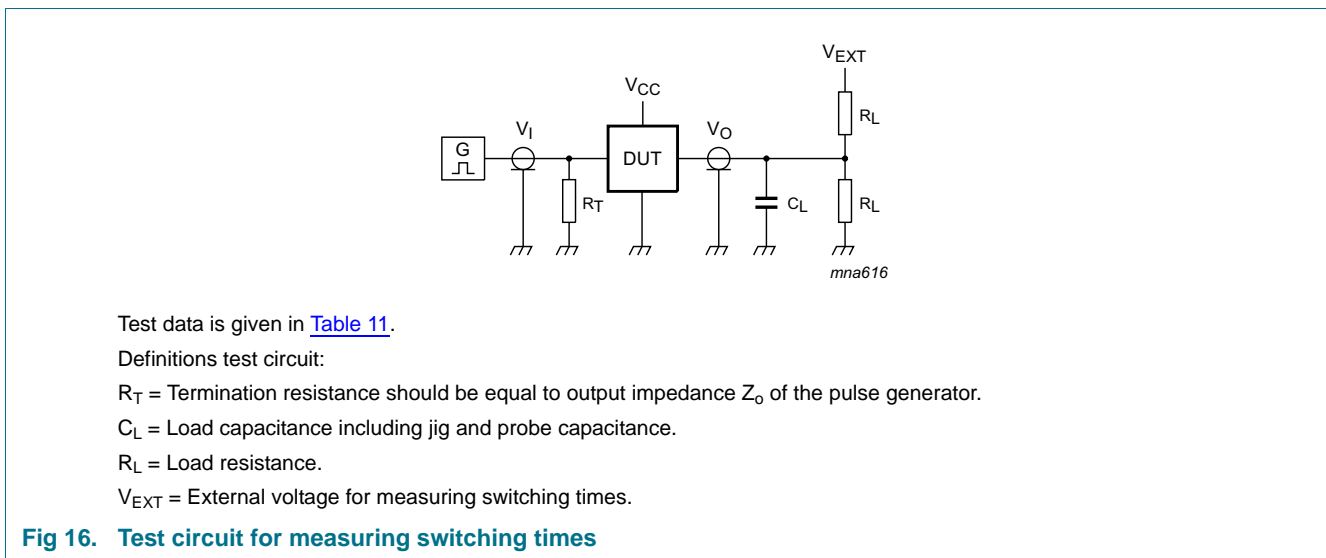 VEXT
VCC
RL
VI
VO
G
DUT
RT
CL
RL
mna616
Test data is given in Table 11.
Definitions test circuit:
RT = Termination resistance should be equal to output impedance Zo of the pulse generator.
CL = Load capacitance including jig and probe capacitance.
RL = Load resistance.
VEXT = External voltage for measuring switching times.
Fig 16. Test circuit for measuring switching times